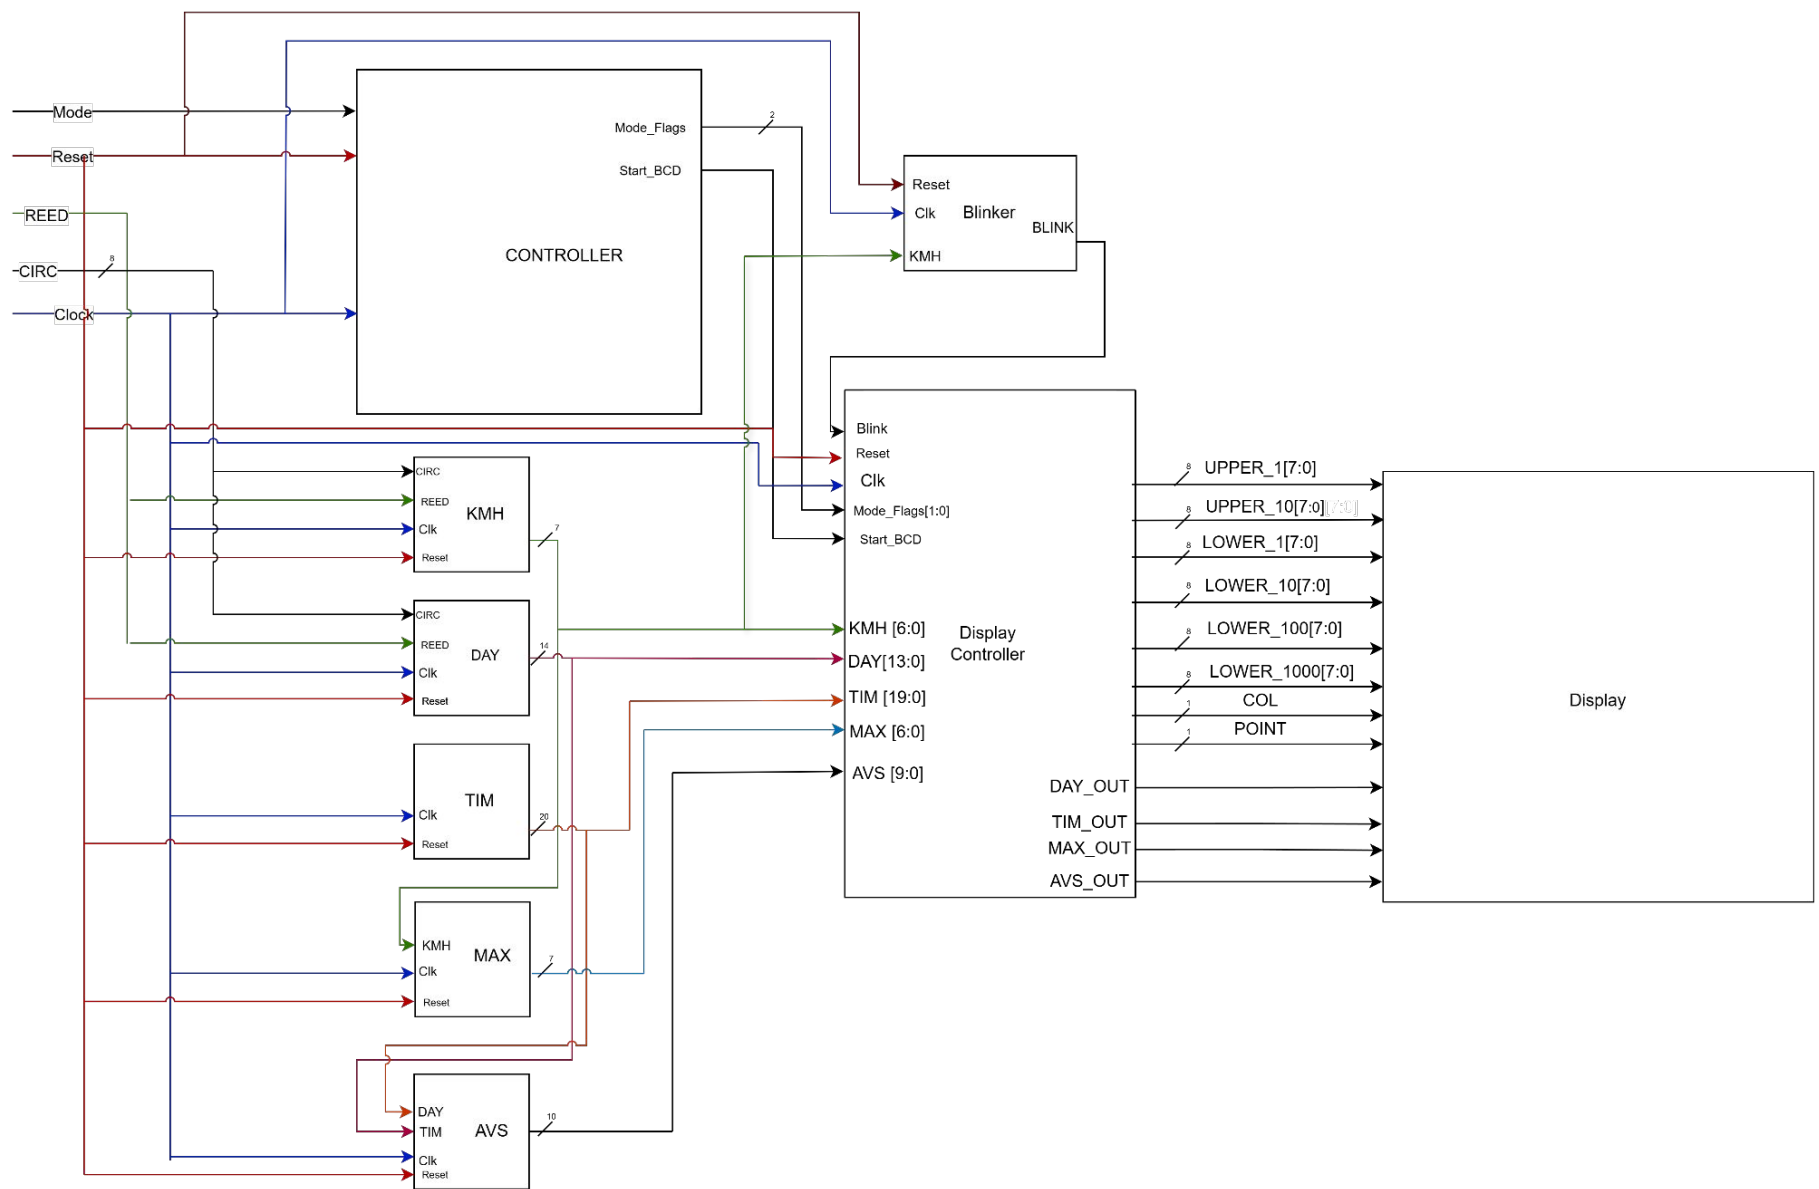 Mode
Reset
REED
CIRC
8
Clock
CONTROLLER
Mode_Flags
2
Start_BCD
Reset
Clk
Blinker
BLINK
KMH
CIRC
REED
Clk
Reset
KMH
7
CIRC
REED
Clk
Reset
DAY
14
TIM
Clk
Reset
20
KMH
Clk
Reset
MAX
7
DAY
TIM
Clk
Reset
AVS
10
Blink
Reset
Clk
Mode_Flags[1:0]
Start_BCD
KMH [6:0]
DAY[13:0]
TIM [19:0]
MAX [6:0]
AVS [9:0]
Display
Controller
DAY_OUT
TIM_OUT
MAX_OUT
AVS_OUT
8
UPPER_1[7:0]
8
UPPER_10[7:0][7:0]
8
LOWER_1[7:0]
8
LOWER_10[7:0]
8
LOWER_100[7:0]
8
LOWER_1000[7:0]
1
COL
1
POINT
Display